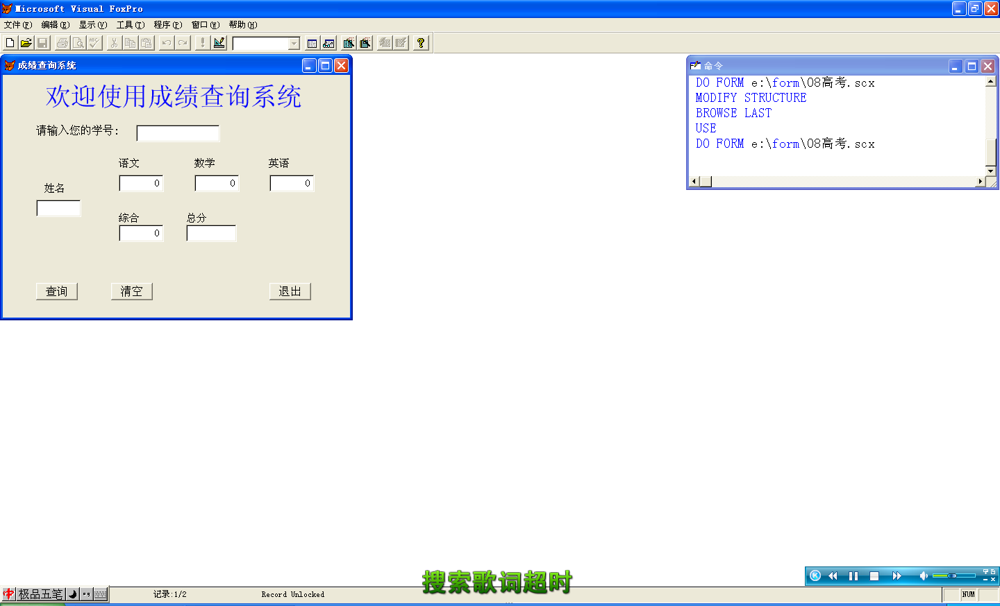 Microsoft Visual FoxPro
文件(F) 编辑(E) 显示(V) 工具(T) 程序(P) 窗口(W) 帮助(H)
成绩查询系统
欢迎使用成绩查询系统
请输入您的学号:
语文 数学 英语
0 0 0
姓名
综合 总分
0
查询 清空 退出
命令
DO FORM e:\form\08高考.scx
MODIFY STRUCTURE
BROWSE LAST
USE
DO FORM e:\form\08高考.scx
搜索歌词超时
中 极品五笔
记录:1/2 Record Unlocked NUM